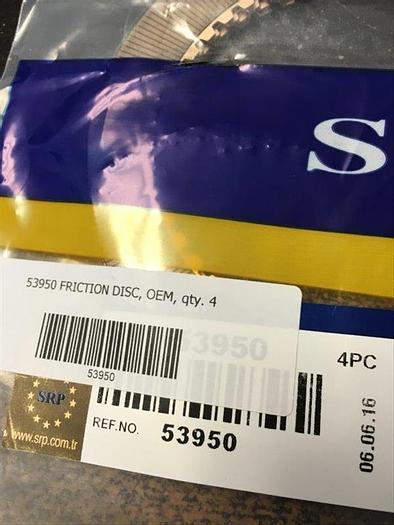 S
53950 FRICTION DISC, OEM, qty. 4
53950
53950
4PC
SRP
www.srp.com.tr
REF.NO. 53950
06.06.16